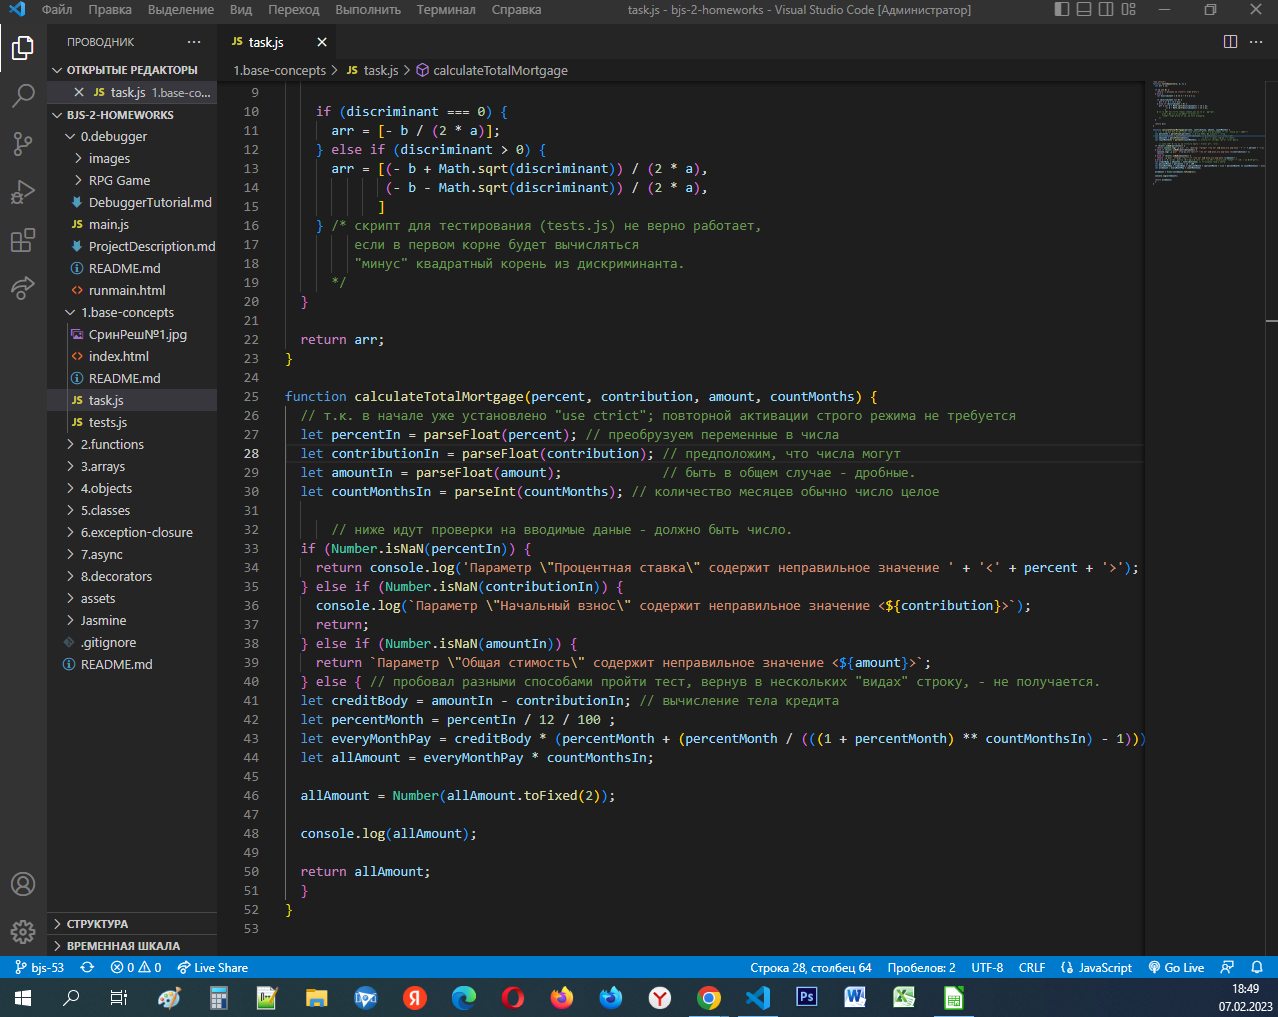 Файл Правка Выделение Вид Переход Выполнить Терминал Справка task.js - bjs-2-homeworks - Visual Studio Code [Администратор]
ПРОВОДНИК
ОТКРЫТЫЕ РЕДАКТОРЫ
JS task.js 1.base-co...
BJS-2-HOMEWORKS
0.debugger
images
RPG Game
DebuggerTutorial.md
JS main.js
ProjectDescription.md
README.md
runmain.html
1.base-concepts
СринРеш№1.jpg
index.html
README.md
JS task.js
JS tests.js
2.functions
3.arrays
4.objects
5.classes
6.exception-closure
7.async
8.decorators
assets
Jasmine
.gitignore
README.md
СТРУКТУРА
ВРЕМЕННАЯ ШКАЛА
JS task.js
1.base-concepts > JS task.js > calculateTotalMortgage
9
10 if (discriminant === 0) {
11 arr = [- b / (2 * a)];
12 } else if (discriminant > 0) {
13 arr = [(- b + Math.sqrt(discriminant)) / (2 * a),
14 (- b - Math.sqrt(discriminant)) / (2 * a),
15 ]
16 } /* скрипт для тестирования (tests.js) не верно работает,
17 если в первом корне будет вычисляться
18 "минус" квадратный корень из дискриминанта.
19 */
20 }
21
22 return arr;
23 }
24
25 function calculateTotalMortgage(percent, contribution, amount, countMonths) {
26 // т.к. в начале уже установлено "use ctrict"; повторной активации строго режима не требуется
27 let percentIn = parseFloat(percent); // преобрузуем переменные в числа
28 let contributionIn = parseFloat(contribution); // предположим, что числа могут
29 let amountIn = parseFloat(amount); // быть в общем случае - дробные.
30 let countMonthsIn = parseInt(countMonths); // количество месяцев обычно число целое
31
32 // ниже идут проверки на вводимые даные - должно быть число.
33 if (Number.isNaN(percentIn)) {
34 return console.log('Параметр \"Процентная ставка\" содержит неправильное значение ' + '<' + percent + '>');
35 } else if (Number.isNaN(contributionIn)) {
36 console.log(`Параметр \"Начальный взнос\" содержит неправильное значение <${contribution}>`);
37 return;
38 } else if (Number.isNaN(amountIn)) {
39 return `Параметр \"Общая стимость\" содержит неправильное значение <${amount}>`;
40 } else { // пробовал разными способами пройти тест, вернув в нескольких "видах" строку, - не получается.
41 let creditBody = amountIn - contributionIn; // вычисление тела кредита
42 let percentMonth = percentIn / 12 / 100 ;
43 let everyMonthPay = creditBody * (percentMonth + (percentMonth / (((1 + percentMonth) ** countMonthsIn) - 1)))
44 let allAmount = everyMonthPay * countMonthsIn;
45
46 allAmount = Number(allAmount.toFixed(2));
47
48 console.log(allAmount);
49
50 return allAmount;
51 }
52 }
53
bjs-53 0 0 Live Share Строка 28, столбец 64 Пробелов: 2 UTF-8 CRLF JavaScript Go Live
18:49
07.02.2023